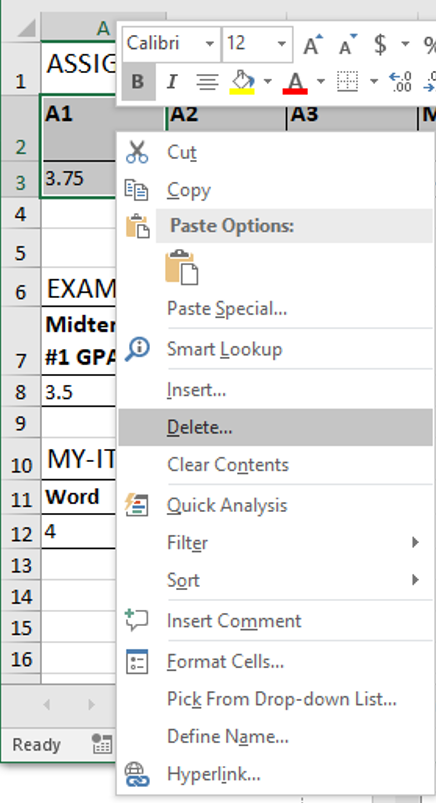 A
Calibri 12 A A $ %
B I A .00
1 ASSIG
A1 A2 A3 M
2
3 3.75
4
5
6 EXAM
Midter
7 #1 GPA
8 3.5
9
10 MY-IT
11 Word
12 4
13
14
15
16
Cut
Copy
Paste Options:
Paste Special...
Smart Lookup
Insert...
Delete...
Clear Contents
Quick Analysis
Filter
Sort
Insert Comment
Format Cells...
Pick From Drop-down List...
Define Name...
Hyperlink...
Ready